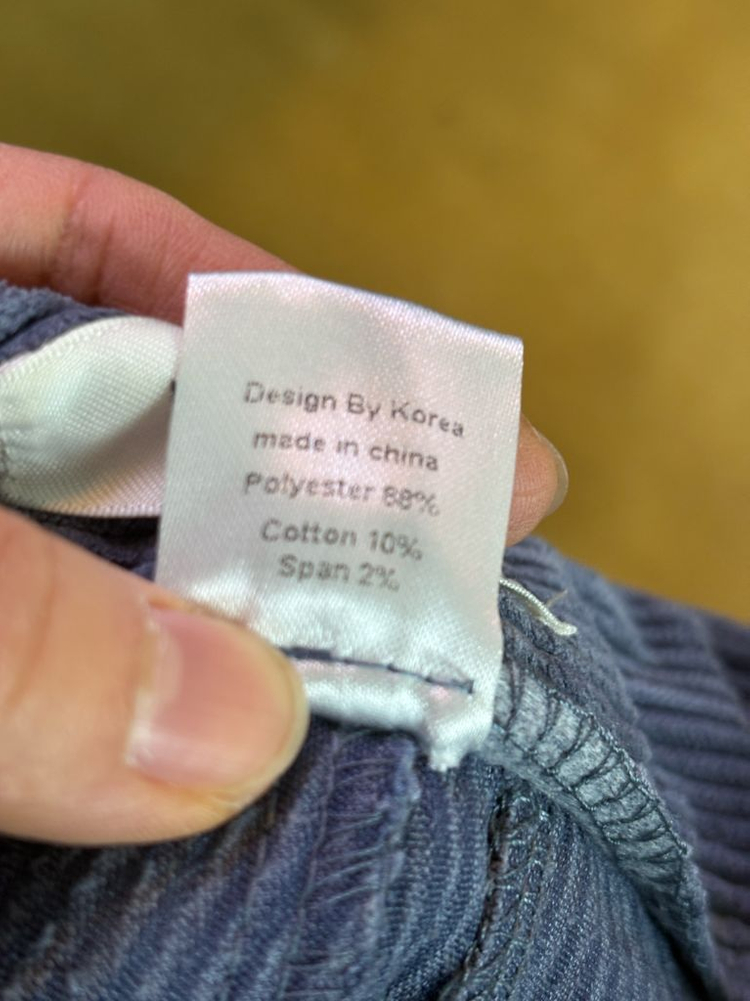 Design By Korea
made in china
Polyester 88%
Cotton 10%
Span 2%